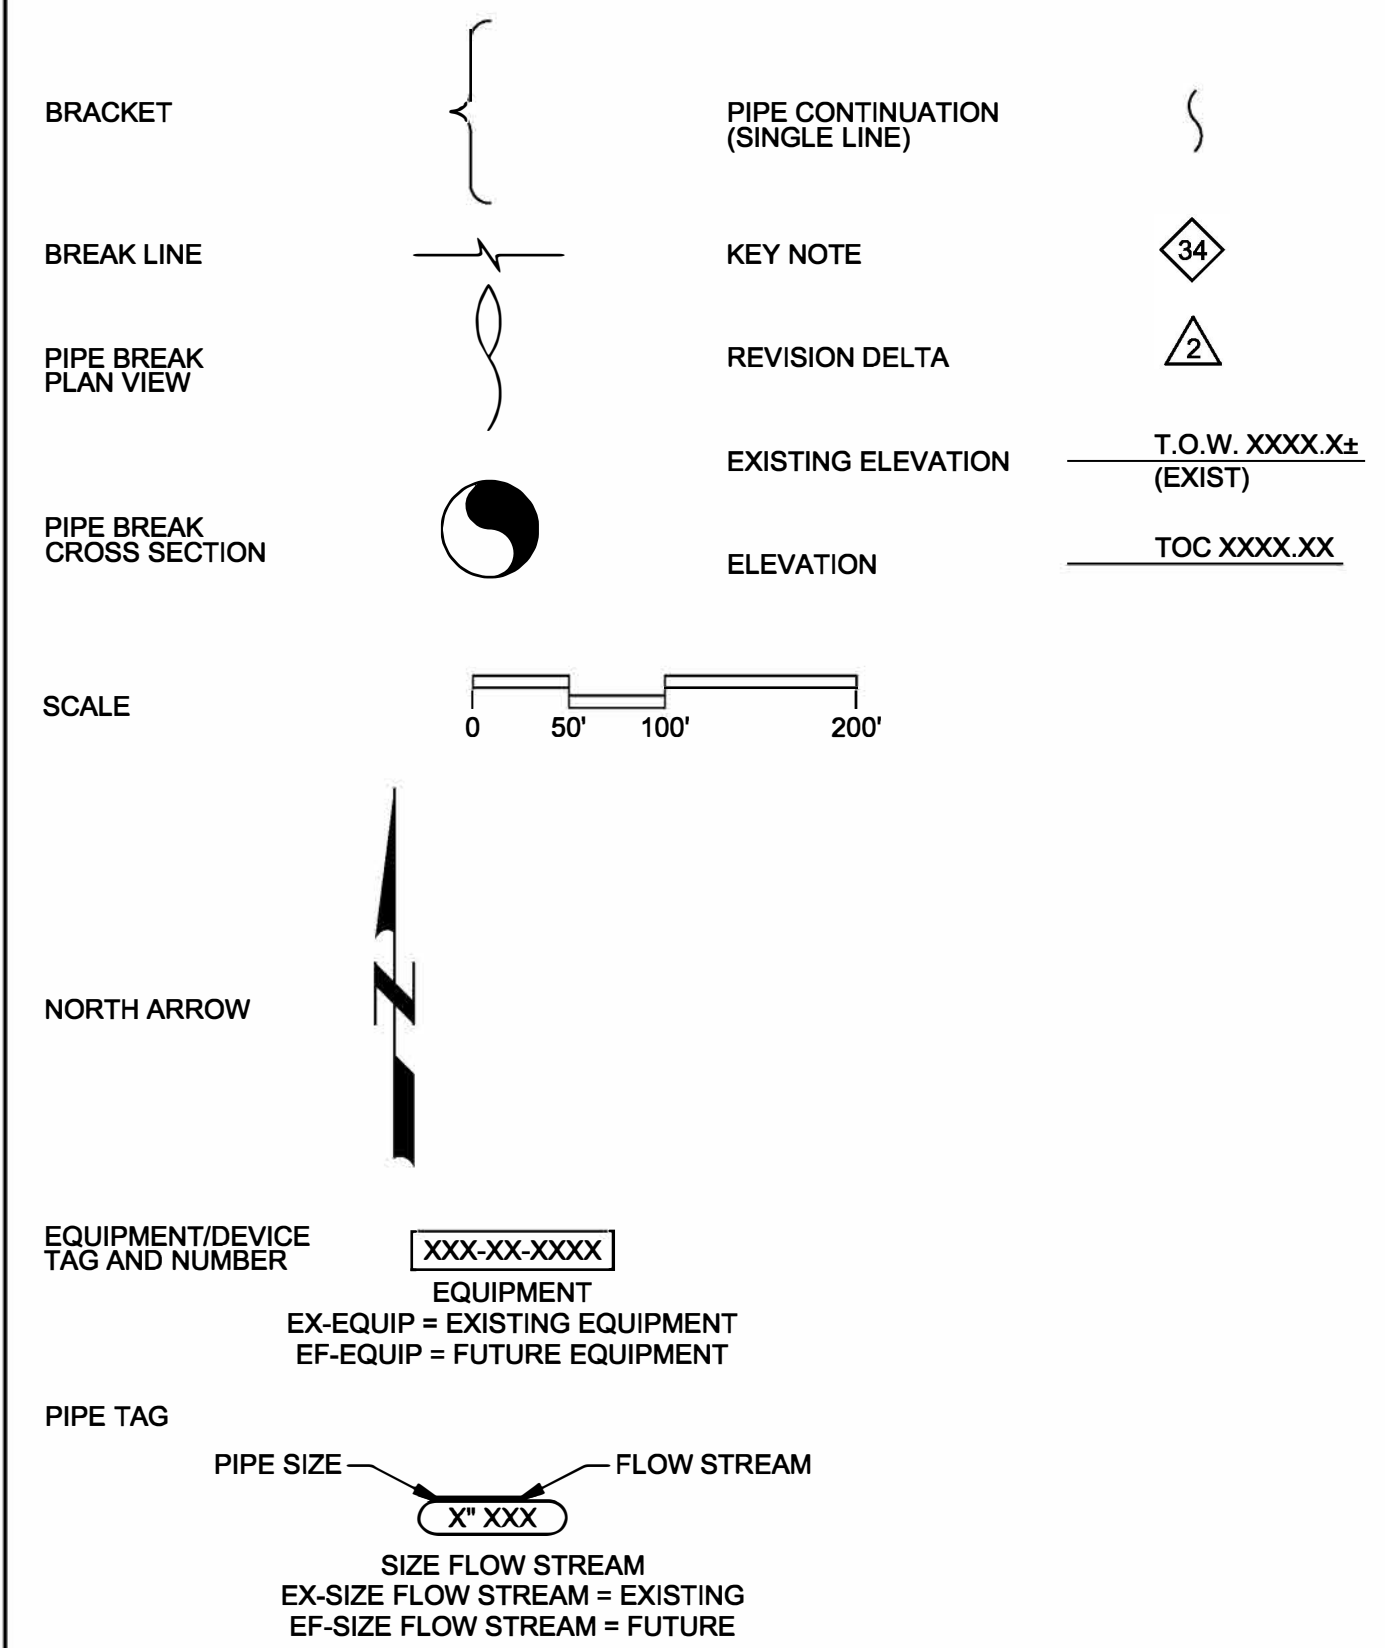 BRACKET
PIPE CONTINUATION
(SINGLE LINE)
BREAK LINE
KEY NOTE
34
PIPE BREAK
PLAN VIEW
REVISION DELTA
2
EXISTING ELEVATION
T.O.W. XXXX.X±
(EXIST)
PIPE BREAK
CROSS SECTION
ELEVATION
TOC XXXX.XX
SCALE
0 50' 100' 200'
NORTH ARROW
N
EQUIPMENT/DEVICE
TAG AND NUMBER
XXX-XX-XXXX
EQUIPMENT
EX-EQUIP = EXISTING EQUIPMENT
EF-EQUIP = FUTURE EQUIPMENT
PIPE TAG
PIPE SIZE
FLOW STREAM
X" XXX
SIZE FLOW STREAM
EX-SIZE FLOW STREAM = EXISTING
EF-SIZE FLOW STREAM = FUTURE